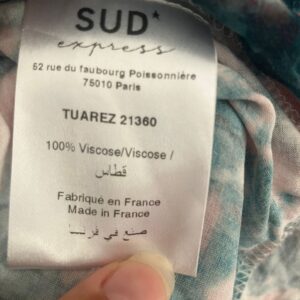 SUD*
express
52 rue du faubourg Poissonnière
75010 Paris
TUAREZ 21360
100% Viscose/Viscose /
قطاس
Fabriqué en France
Made in France
صنع في فرنسا